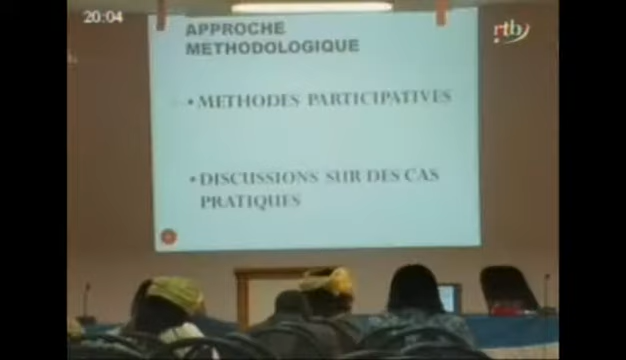 20:04
rtb
APPROCHE
METHODOLOGIQUE
• METHODES PARTICIPATIVES
• DISCUSSIONS SUR DES CAS
PRATIQUES